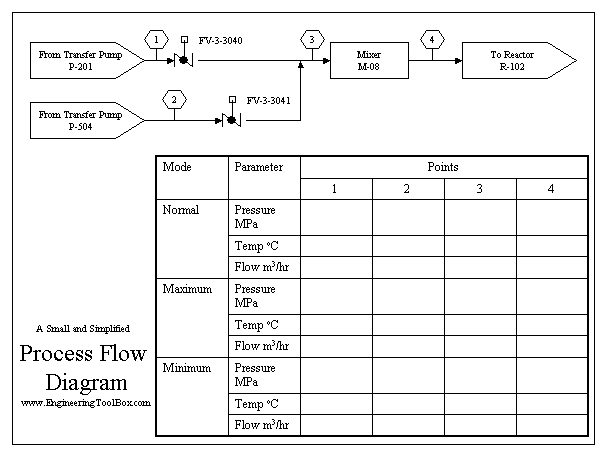 1 FV-3-3040 3 4
From Transfer Pump
P-201
Mixer
M-08
To Reactor
R-102
2 FV-3-3041
From Transfer Pump
P-504
Mode Parameter Points
1 2 3 4
Normal Pressure
MPa
Temp °C
Flow m³/hr
Maximum Pressure
MPa
Temp °C
Flow m³/hr
Minimum Pressure
MPa
Temp °C
Flow m³/hr
A Small and Simplified
Process Flow
Diagram
www.EngineeringToolBox.com